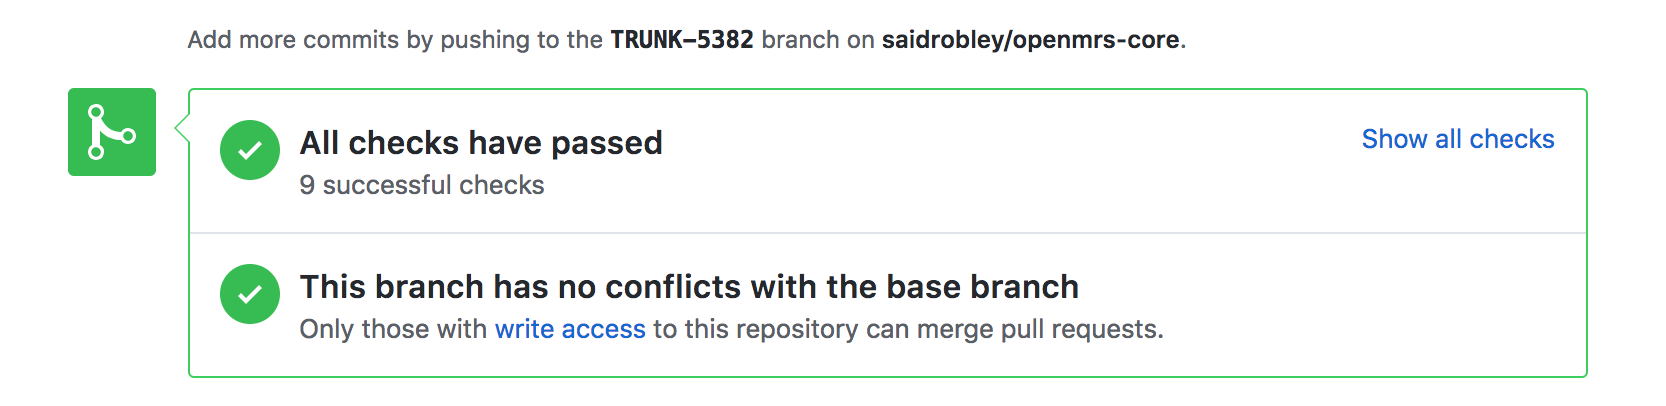 Add more commits by pushing to the TRUNK-5382 branch on saidrobley/openmrs-core.
All checks have passed
Show all checks
9 successful checks
This branch has no conflicts with the base branch
Only those with write access to this repository can merge pull requests.